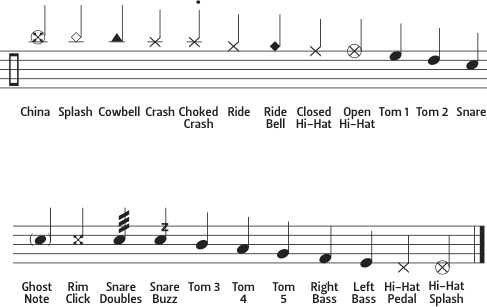 China Splash Cowbell Crash Choked Ride Ride Closed Open Tom 1 Tom 2 Snare
Crash Bell Hi-Hat Hi-Hat
z
Ghost Rim Snare Snare Tom 3 Tom Tom Right Left Hi-Hat Hi-Hat
Note Click Doubles Buzz 4 5 Bass Bass Pedal Splash